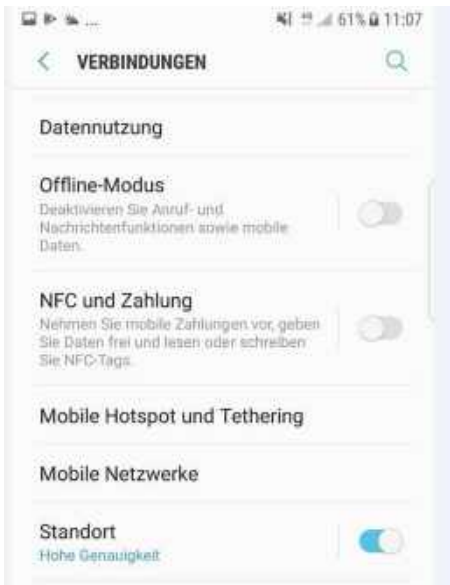 61% 11:07
VERBINDUNGEN
Datennutzung
Offline-Modus
Deaktivieren Sie Anruf- und
Nachrichtenfunktionen sowie mobile
Daten.
NFC und Zahlung
Nehmen Sie mobile Zahlungen vor, geben
Sie Daten frei und lesen oder schreiben
Sie NFC-Tags.
Mobile Hotspot und Tethering
Mobile Netzwerke
Standort
Hohe Genauigkeit